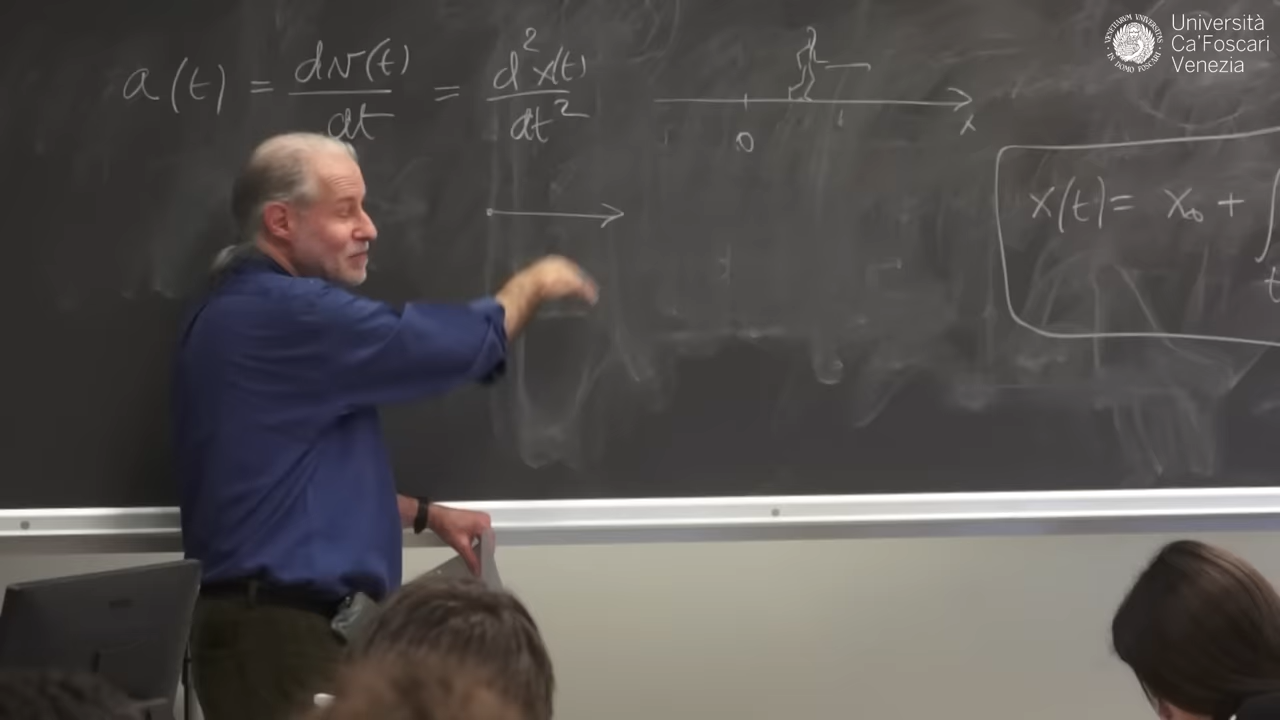 a(t) = dv(t)/dt = d²x(t)/dt²
0
x
x(t) = x₀ + ∫
t
Università
Ca'Foscari
Venezia